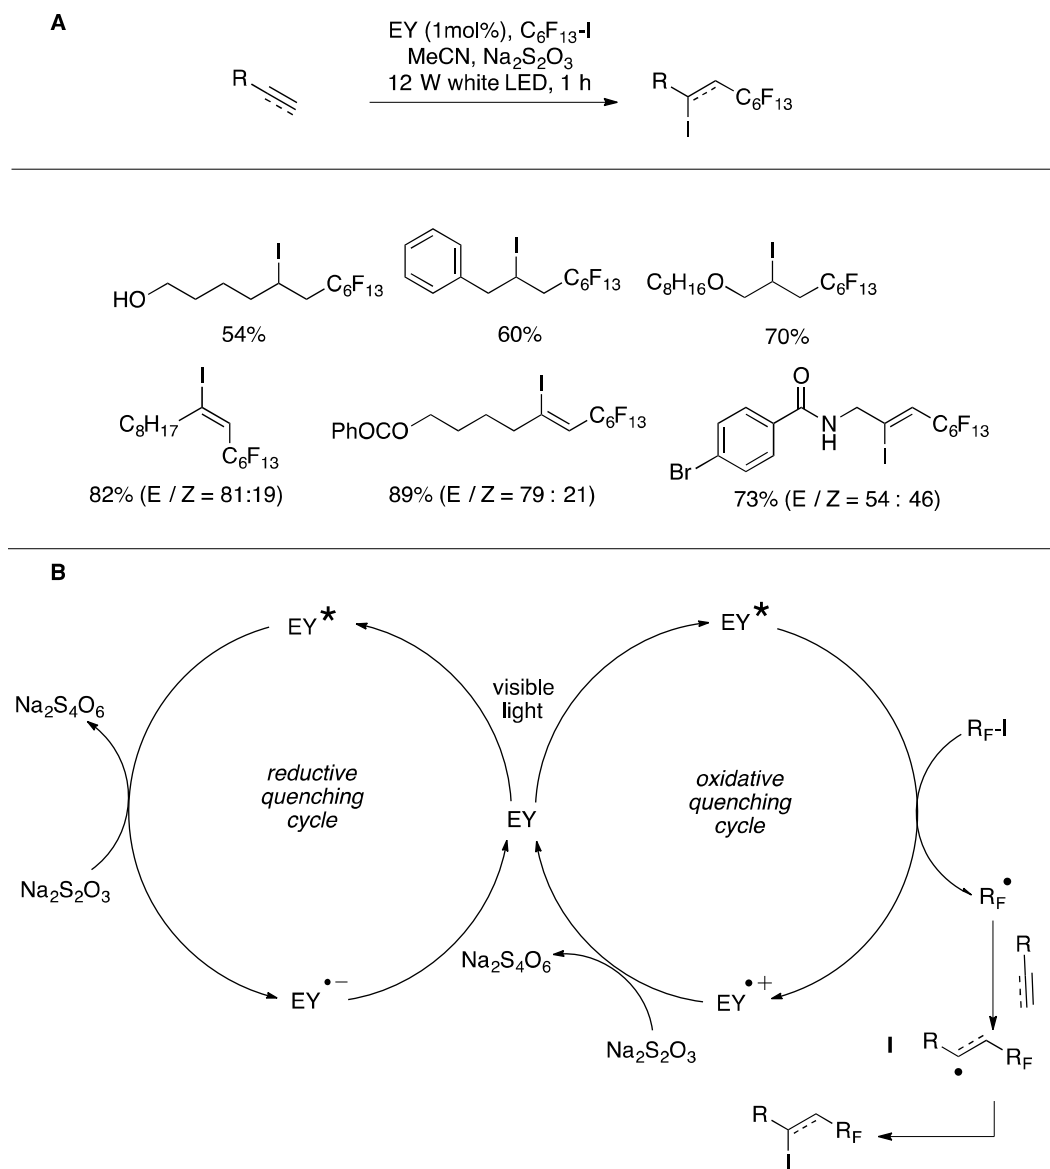 A
EY (1mol%), C6F13-I
MeCN, Na2S2O3
12 W white LED, 1 h
R
R
C6F13
I
I
HO
C6F13
54%
I
C6F13
60%
I
C8H16O
C6F13
70%
I
C8H17
C6F13
82% (E / Z = 81:19)
I
PhOCO
C6F13
89% (E / Z = 79 : 21)
O
N
H
Br
I
C6F13
73% (E / Z = 54 : 46)
B
EY*
EY*
visible
light
Na2S4O6
RF-I
reductive
quenching
cycle
oxidative
quenching
cycle
EY
Na2S2O3
RF•
Na2S4O6
EY•−
EY•+
R
Na2S2O3
I
R
RF
•
R
RF
I